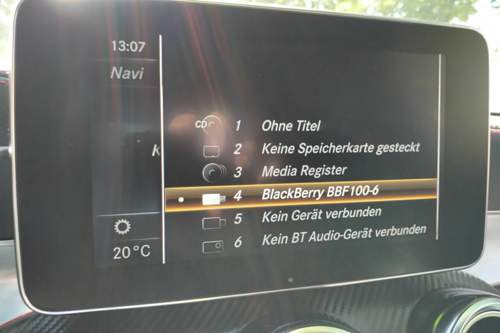 13:07
Navi
K
CD 1 Ohne Titel
2 Keine Speicherkarte gesteckt
3 Media Register
4 BlackBerry BBF100-6
5 Kein Gerät verbunden
6 Kein BT Audio-Gerät verbunden
20 °C